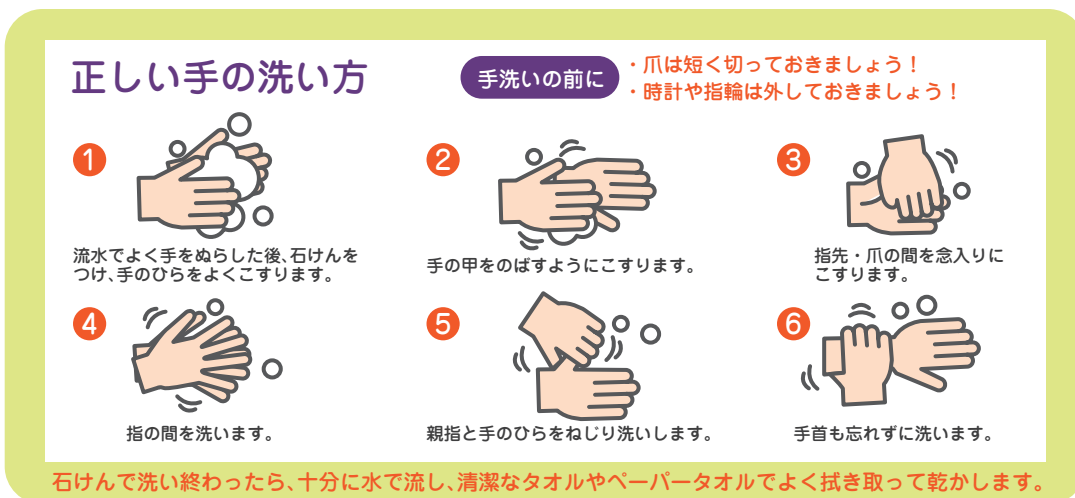 正しい手の洗い方
手洗いの前に
・爪は短く切っておきましょう！
・時計や指輪は外しておきましょう！
1
流水でよく手をぬらした後、石けんを
つけ、手のひらをよくこすります。
2
手の甲をのばすようにこすります。
3
指先・爪の間を念入りに
こすります。
4
指の間を洗います。
5
親指と手のひらをねじり洗いします。
6
手首も忘れずに洗います。
石けんで洗い終わったら、十分に水で流し、清潔なタオルやペーパータオルでよく拭き取って乾かします。